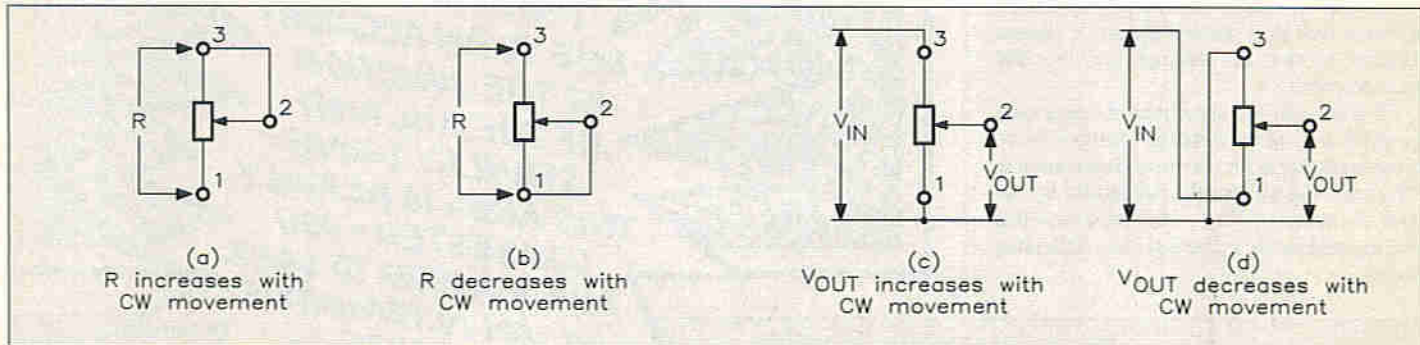 3
2
R
1
(a)
R increases with
CW movement
3
2
R
1
(b)
R decreases with
CW movement
3
2
VIN
1
VOUT
(c)
VOUT increases with
CW movement
3
2
VIN
1
VOUT
(d)
VOUT decreases with
CW movement